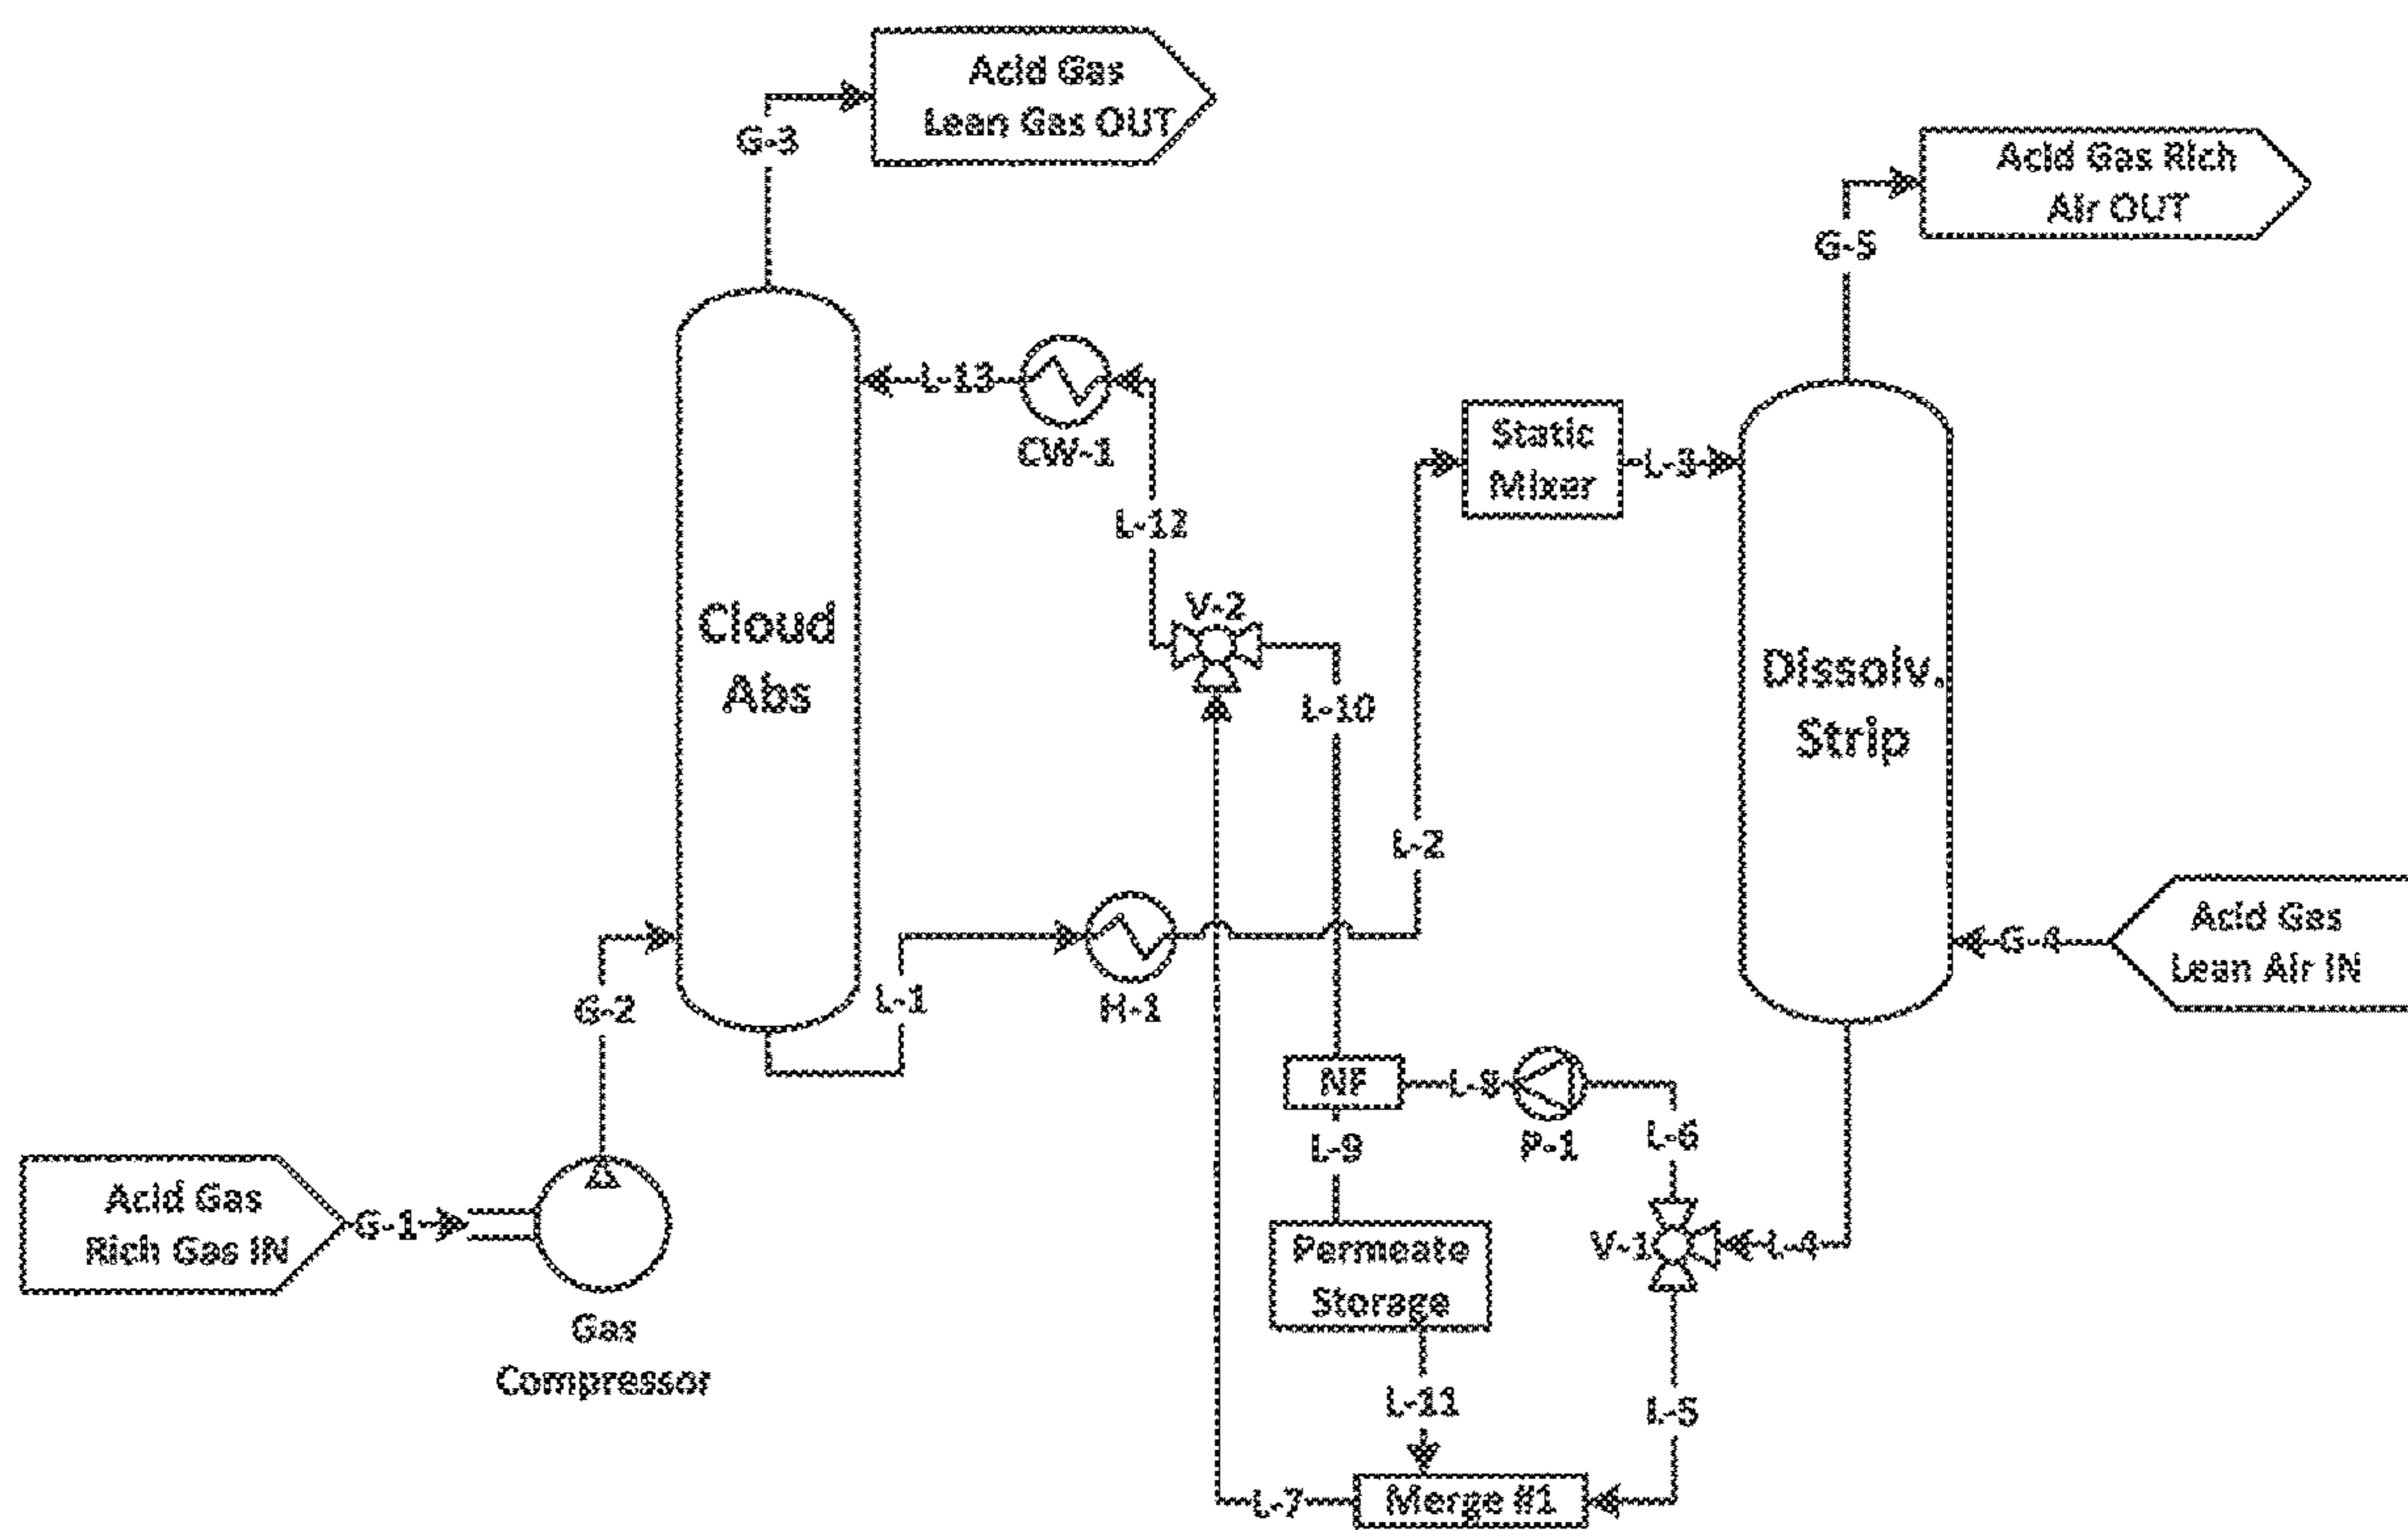 Acid Gas
Lean Gas OUT
G-3
Acid Gas Rich
Air OUT
G-5
L-13
CW-1
Static
Mixer
L-3
L-12
V-2
Cloud
Abs
L-10
Dissolv.
Strip
L-2
Acid Gas
Lean Air IN
G-4
G-2
L-1
H-1
NF
L-8
P-1
L-6
L-9
Acid Gas
Rich Gas IN
G-1
Permeate
Storage
V-1
L-4
Gas
Compressor
L-11
L-5
L-7
Merge #1